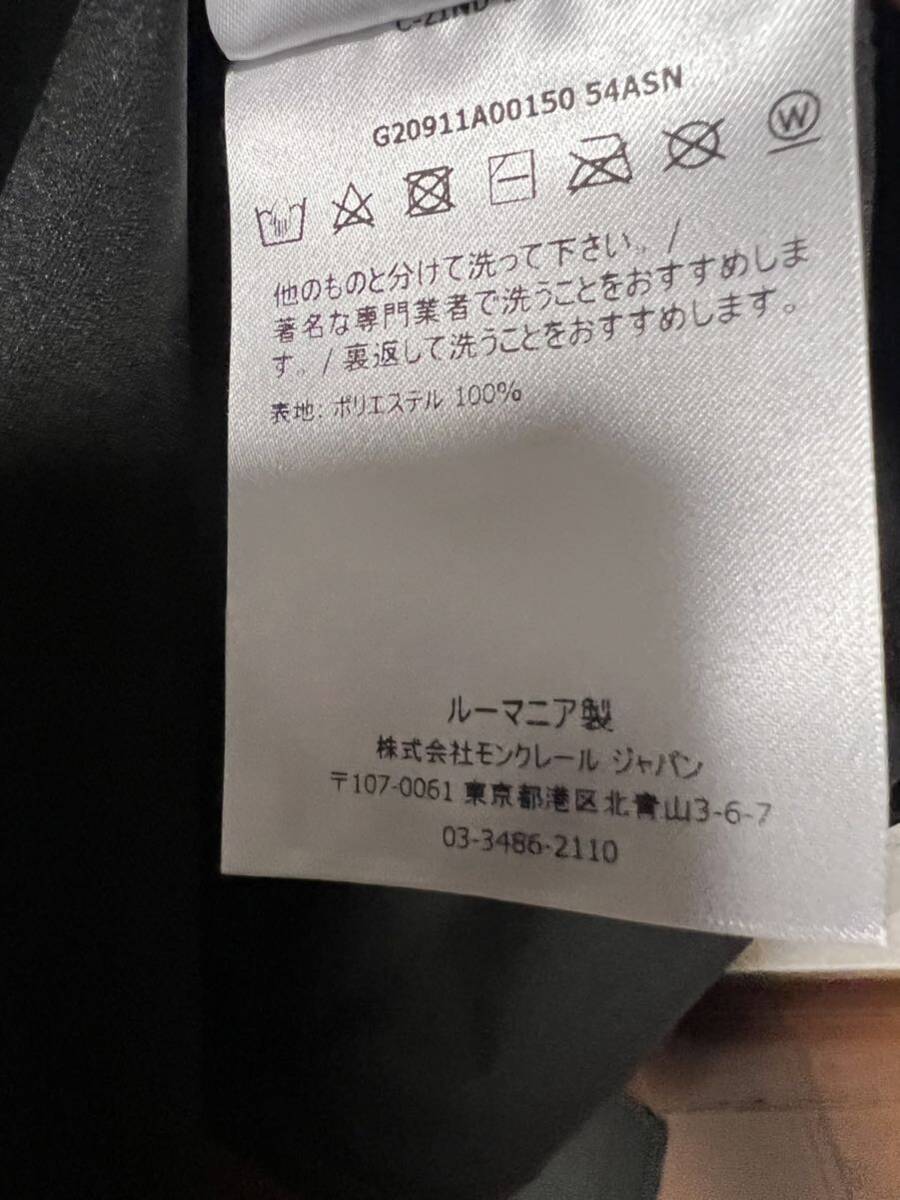 G20911A00150 54ASN
W
他のものと分けて洗って下さい。/
著名な専門業者で洗うことをおすすめしま
す。/ 裏返して洗うことをおすすめします。
表地: ポリエステル 100%
ルーマニア製
株式会社モンクレール ジャパン
〒107-0061 東京都港区北青山3-6-7
03-3486-2110